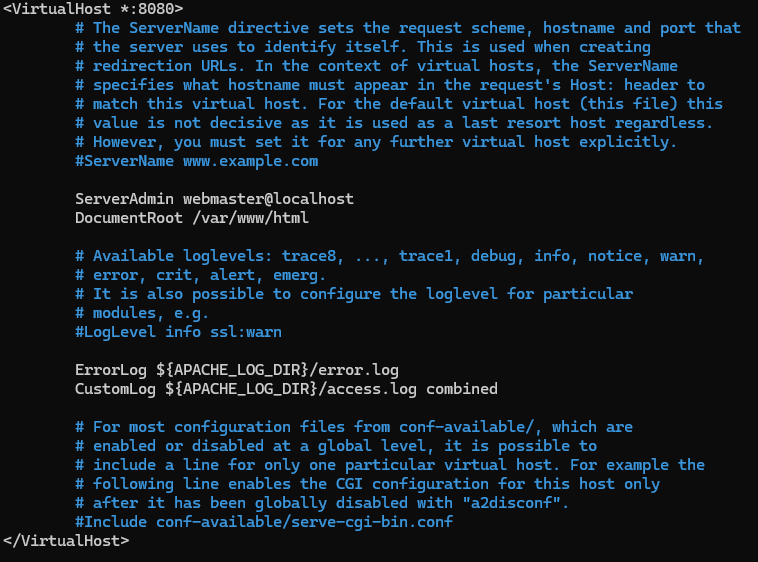 <VirtualHost *:8080>
        # The ServerName directive sets the request scheme, hostname and port that
        # the server uses to identify itself. This is used when creating
        # redirection URLs. In the context of virtual hosts, the ServerName
        # specifies what hostname must appear in the request's Host: header to
        # match this virtual host. For the default virtual host (this file) this
        # value is not decisive as it is used as a last resort host regardless.
        # However, you must set it for any further virtual host explicitly.
        #ServerName www.example.com

        ServerAdmin webmaster@localhost
        DocumentRoot /var/www/html

        # Available loglevels: trace8, ..., trace1, debug, info, notice, warn,
        # error, crit, alert, emerg.
        # It is also possible to configure the loglevel for particular
        # modules, e.g.
        #LogLevel info ssl:warn

        ErrorLog ${APACHE_LOG_DIR}/error.log
        CustomLog ${APACHE_LOG_DIR}/access.log combined

        # For most configuration files from conf-available/, which are
        # enabled or disabled at a global level, it is possible to
        # include a line for only one particular virtual host. For example the
        # following line enables the CGI configuration for this host only
        # after it has been globally disabled with "a2disconf".
        #Include conf-available/serve-cgi-bin.conf
</VirtualHost>